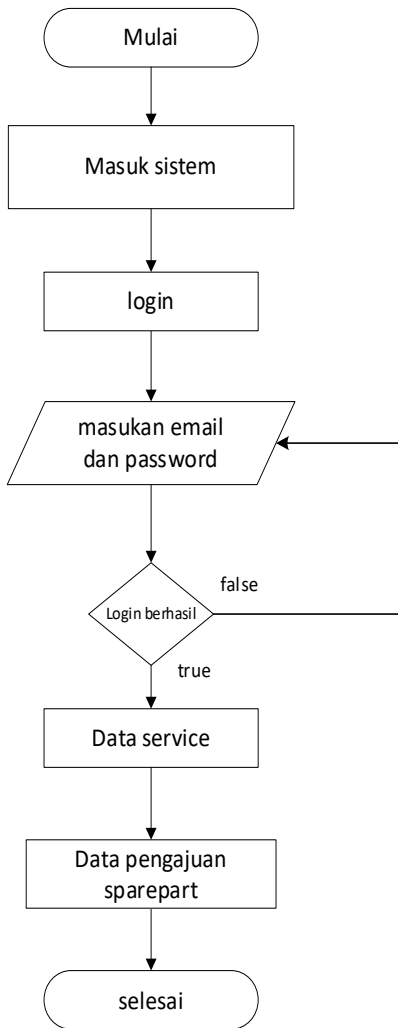 Mulai
Masuk sistem
login
masukan email
dan password
Login berhasil
false
true
Data service
Data pengajuan
sparepart
selesai